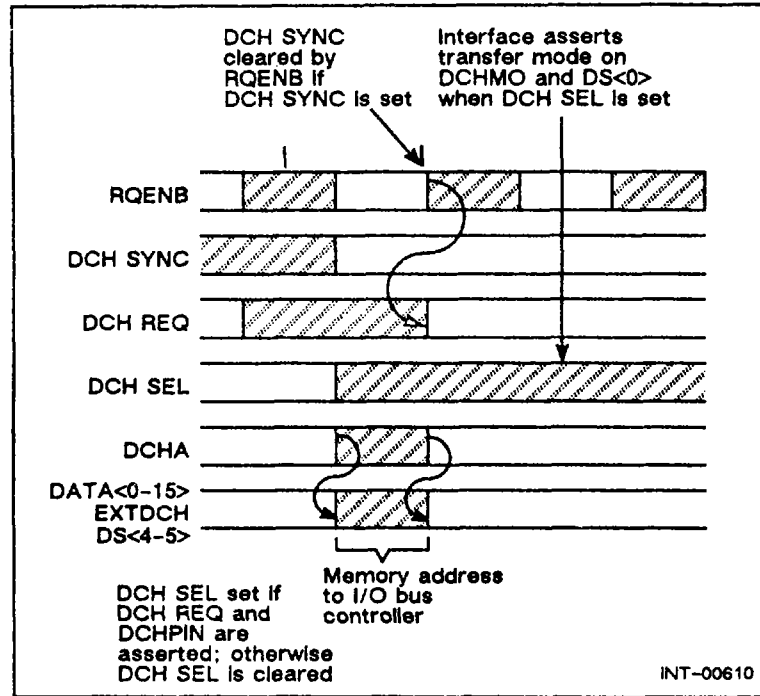 DCH SYNC
cleared by
RQENB if
DCH SYNC is set
Interface asserts
transfer mode on
DCHMO and DS<0>
when DCH SEL is set
RQENB
DCH SYNC
DCH REQ
DCH SEL
DCHA
DATA<0-15>
EXTDCH
DS<4-5>
Memory address
to I/O bus
controller
DCH SEL set if
DCH REQ and
DCHPIN are
asserted; otherwise
DCH SEL is cleared
INT-00610